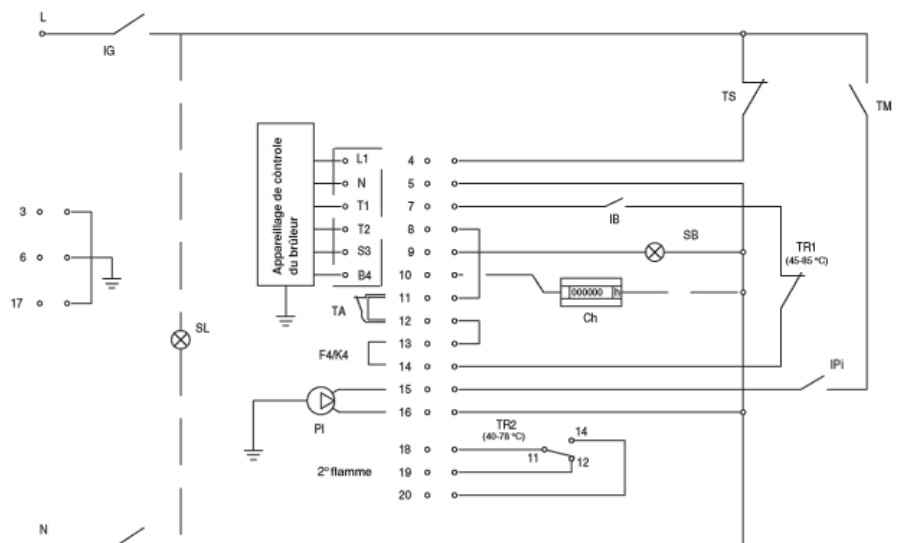 L
IG
TS
TM
Appareillage de còntrole
du brûleur
L1
N
T1
T2
S3
B4
4
5
7
8
9
10
11
12
13
14
15
16
18
19
20
3
6
17
IB
SB
TR1
(45-85 °C)
000000 h
Ch
TA
SL
F4/K4
IPi
PI
TR2
(40-78 °C)
14
11
12
2° flamme
N